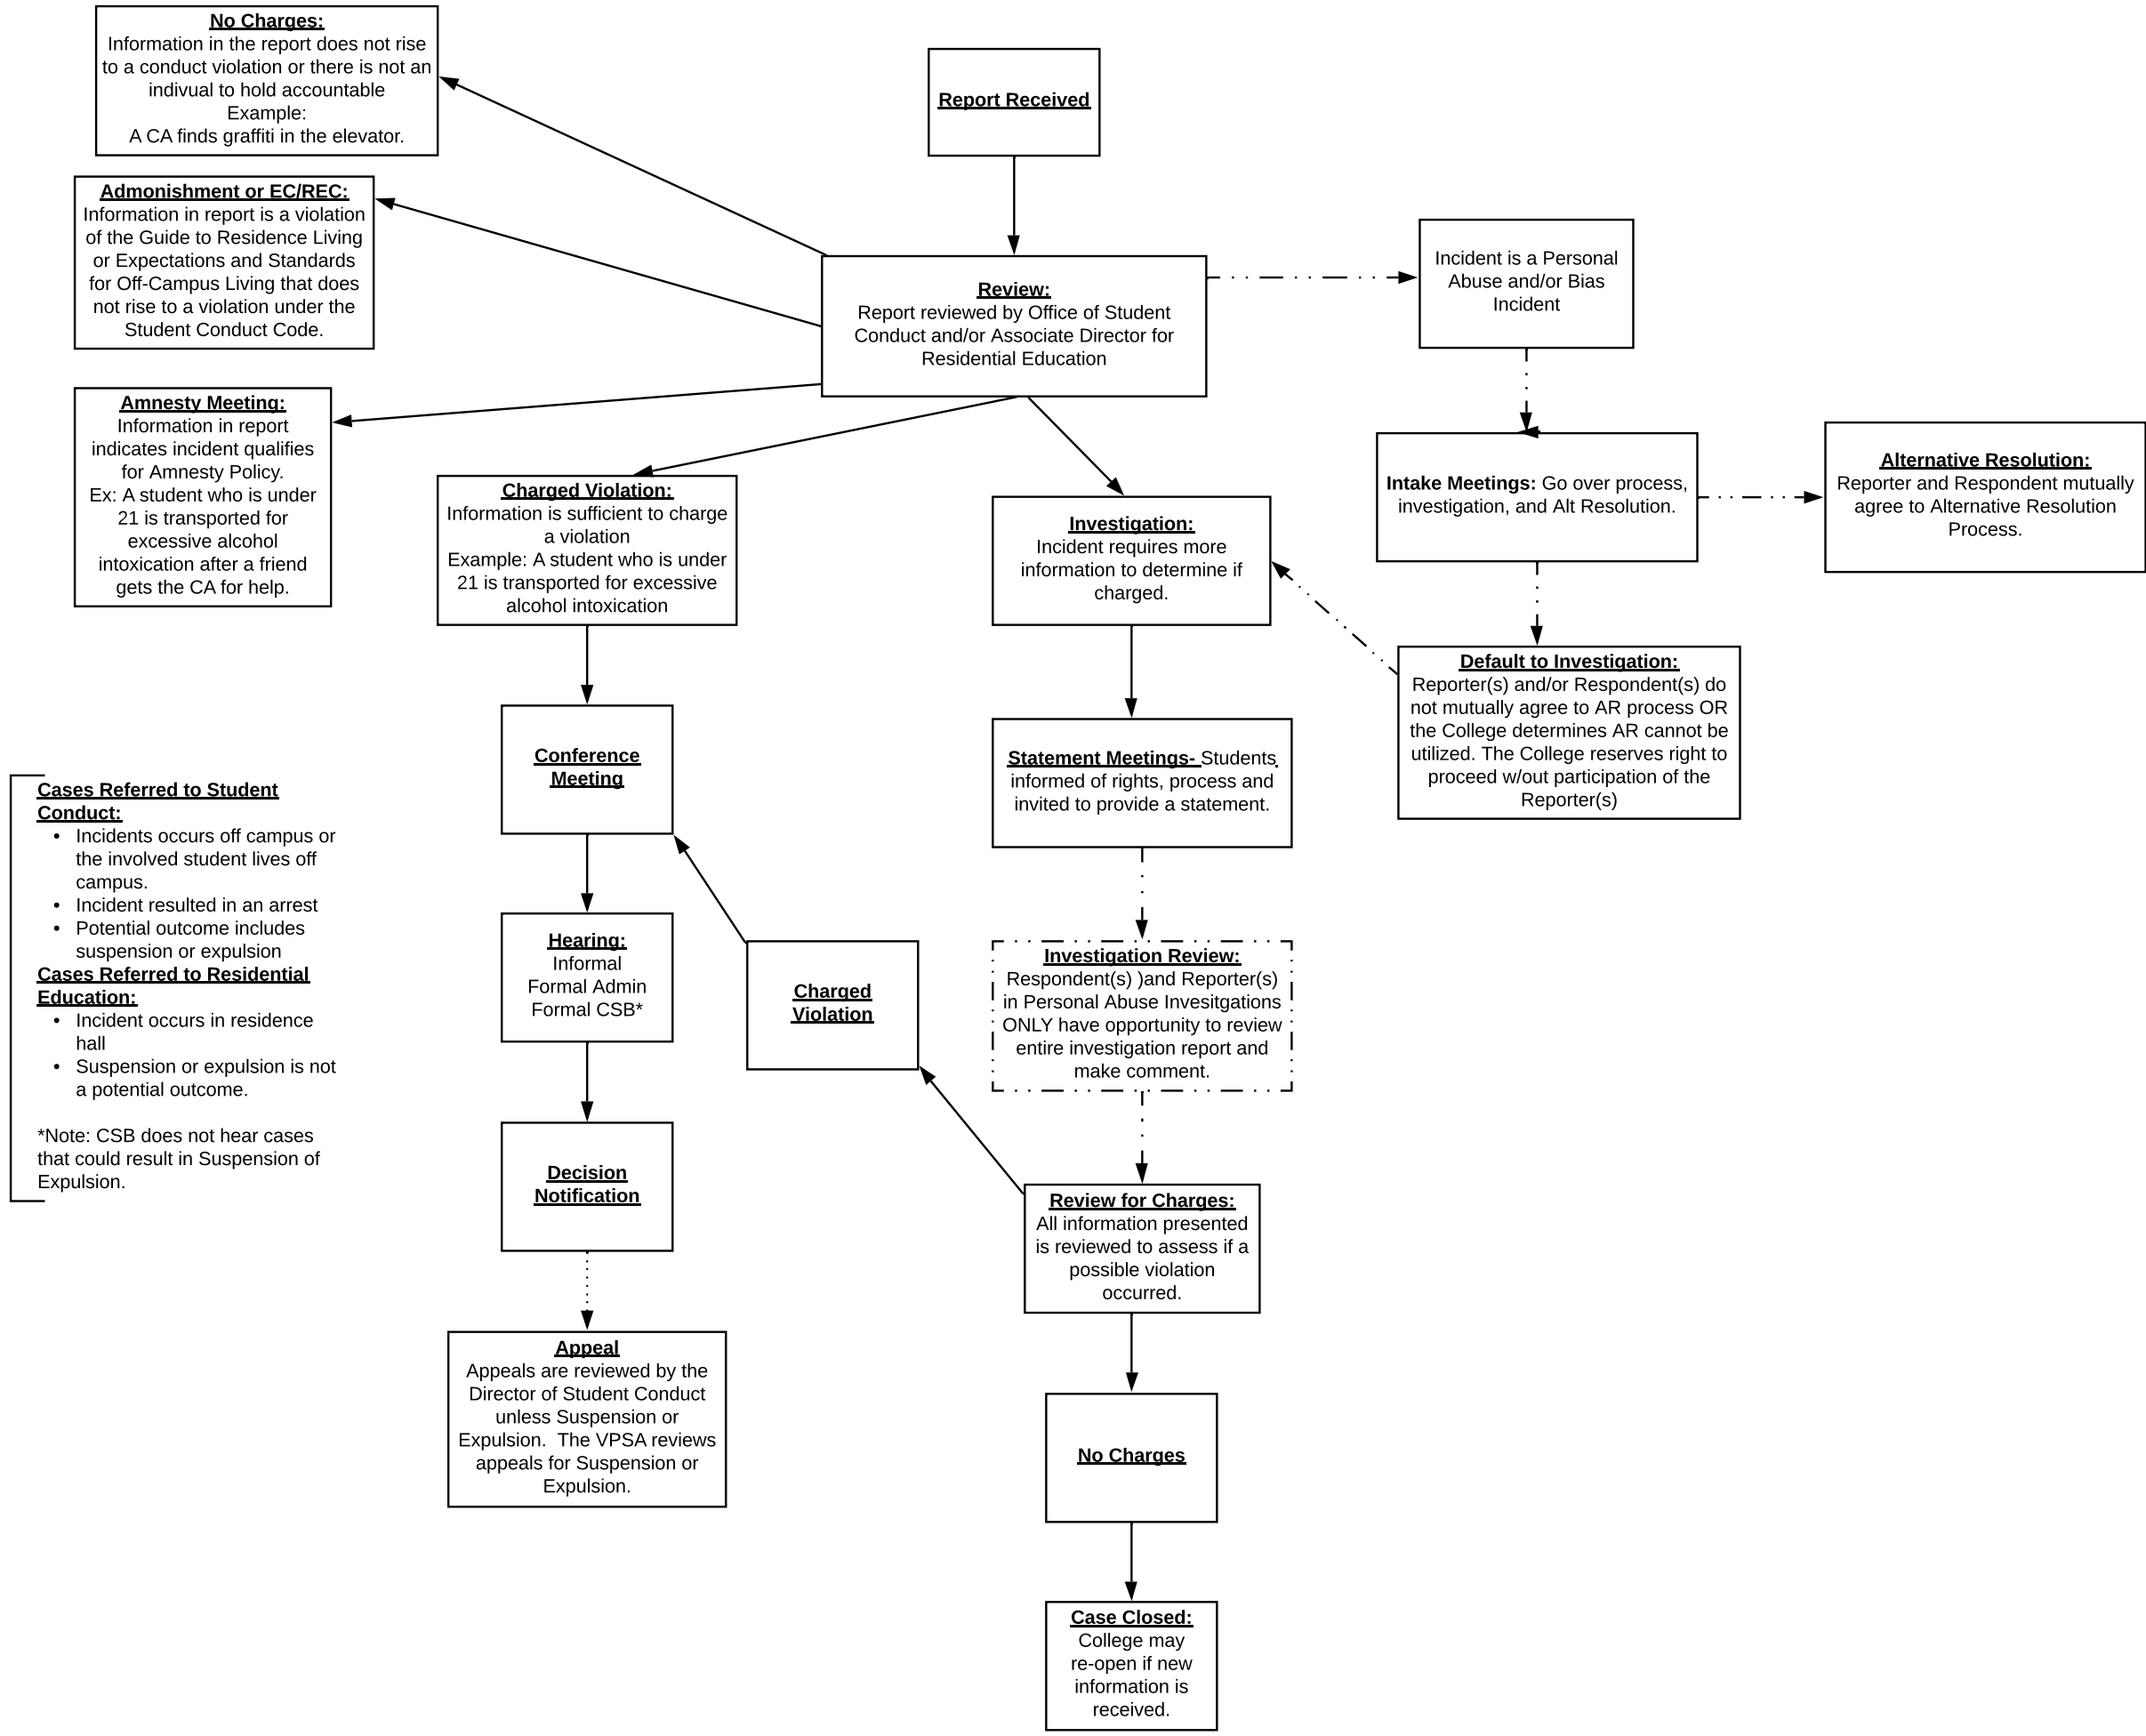 No Charges:
Information in the report does not rise
to a conduct violation or there is not an
indivual to hold accountable
Example:
A CA finds graffiti in the elevator.
Report Received
Admonishment or EC/REC:
Information in report is a violation
of the Guide to Residence Living
or Expectations and Standards
for Off-Campus Living that does
not rise to a violation under the
Student Conduct Code.
Review:
Report reviewed by Office of Student
Conduct and/or Associate Director for
Residential Education
Incident is a Personal
Abuse and/or Bias
Incident
Amnesty Meeting:
Information in report
indicates incident qualifies
for Amnesty Policy.
Ex: A student who is under
21 is transported for
excessive alcohol
intoxication after a friend
gets the CA for help.
Charged Violation:
Information is sufficient to charge
a violation
Example: A student who is under
21 is transported for excessive
alcohol intoxication
Investigation:
Incident requires more
information to determine if
charged.
Intake Meetings: Go over process,
investigation, and Alt Resolution.
Alternative Resolution:
Reporter and Respondent mutually
agree to Alternative Resolution
Process.
Default to Investigation:
Reporter(s) and/or Respondent(s) do
not mutually agree to AR process OR
the College determines AR cannot be
utilized. The College reserves right to
proceed w/out participation of the
Reporter(s)
Conference
Meeting
Statement Meetings- Students
informed of rights, process and
invited to provide a statement.
Cases Referred to Student
Conduct:
• Incidents occurs off campus or
the involved student lives off
campus.
• Incident resulted in an arrest
• Potential outcome includes
suspension or expulsion
Cases Referred to Residential
Education:
• Incident occurs in residence
hall
• Suspension or expulsion is not
a potential outcome.
*Note: CSB does not hear cases
that could result in Suspension of
Expulsion.
Hearing:
Informal
Formal Admin
Formal CSB*
Charged
Violation
Investigation Review:
Respondent(s) )and Reporter(s)
in Personal Abuse Invesitgations
ONLY have opportunity to review
entire investigation report and
make comment.
Decision
Notification
Review for Charges:
All information presented
is reviewed to assess if a
possible violation
occurred.
Appeal
Appeals are reviewed by the
Director of Student Conduct
unless Suspension or
Expulsion.  The VPSA reviews
appeals for Suspension or
Expulsion.
No Charges
Case Closed:
College may
re-open if new
information is
received.